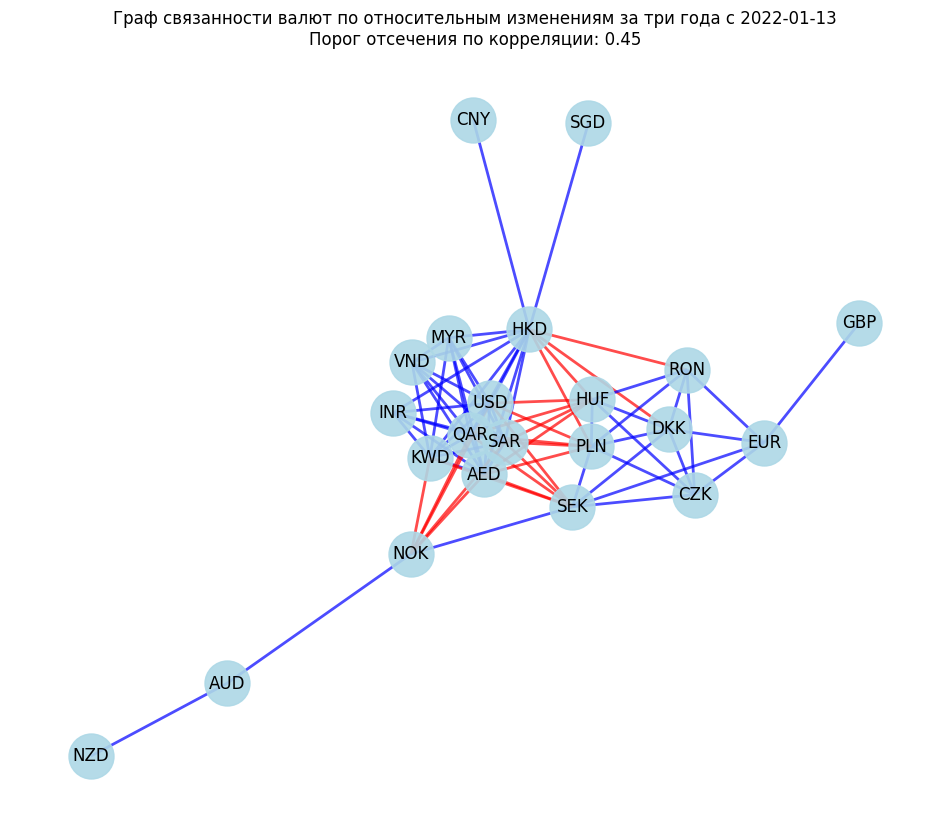 Граф связанности валют по относительным изменениям за три года с 2022-01-13
Порог отсечения по корреляции: 0.45
CNY
SGD
GBP
HKD
MYR
VND
RON
USD
HUF
INR
DKK
QAR
SAR
PLN
EUR
KWD
AED
CZK
SEK
NOK
AUD
NZD